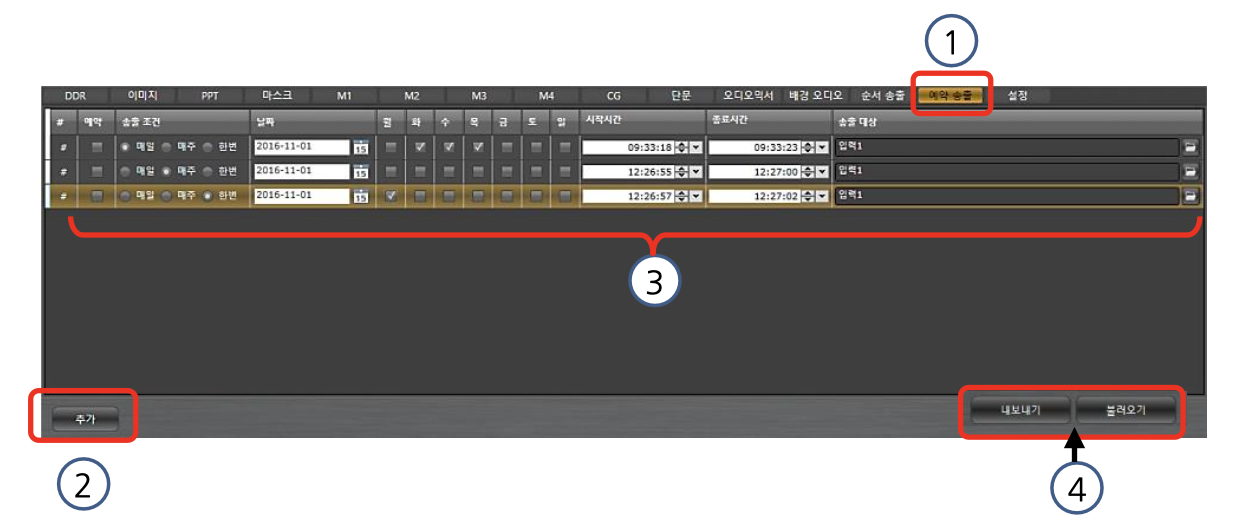 1
DDR 이미지 PPT 마스크 M1 M2 M3 M4 CG 단문 오디오믹서 배경 오디오 순서 송출 예약 송출 설정
# 예약 송출 조건 날짜 월 화 수 목 금 토 일 시작시간 종료시간 송출 대상
# 매일 매주 한번 2016-11-01 15 09:33:18 09:33:23 입력1
# 매일 매주 한번 2016-11-01 15 12:26:55 12:27:00 입력1
# 매일 매주 한번 2016-11-01 15 12:26:57 12:27:02 입력1
3
추가 내보내기 불러오기
2 4